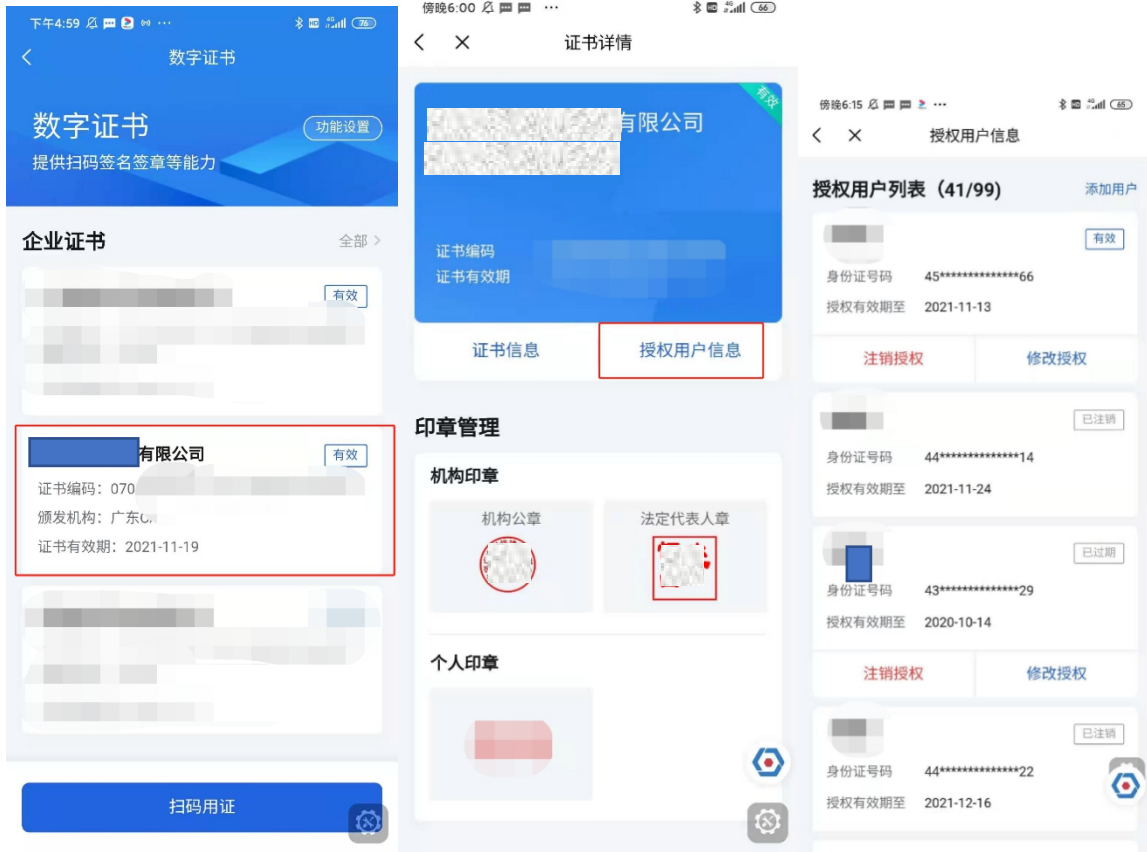 下午4:59
76
数字证书
数字证书
功能设置
提供扫码签名签章等能力
企业证书
全部 >
有效
有限公司
有效
证书编码：070
颁发机构：广东
证书有效期：2021-11-19
扫码用证
傍晚6:00
66
证书详情
有效
有限公司
证书编码
证书有效期
证书信息
授权用户信息
印章管理
机构印章
机构公章
法定代表人章
个人印章
傍晚6:15
65
授权用户信息
授权用户列表（41/99）
添加用户
有效
身份证号码 45**************66
授权有效期至 2021-11-13
注销授权
修改授权
已注销
身份证号码 44**************14
授权有效期至 2021-11-24
已过期
身份证号码 43**************29
授权有效期至 2020-10-14
注销授权
修改授权
已注销
身份证号码 44**************22
授权有效期至 2021-12-16